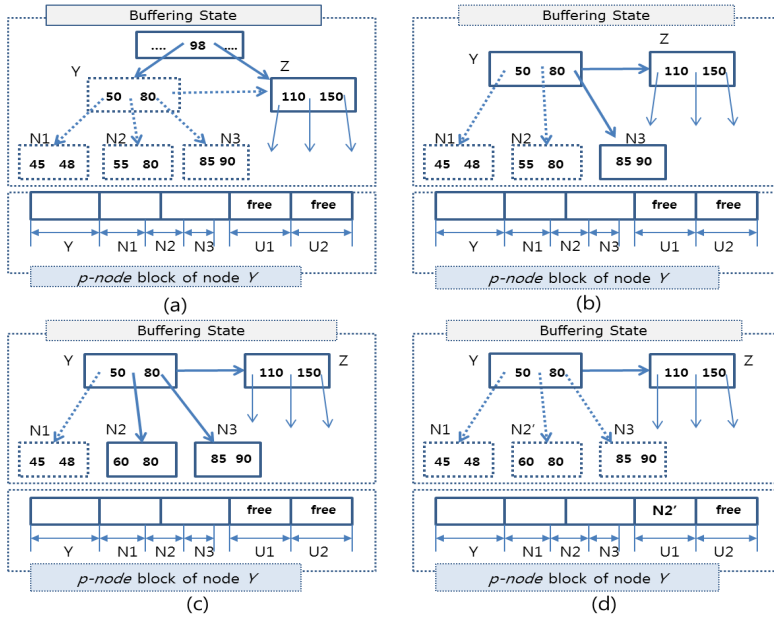 Buffering State
.... 98 ....
Y
Z
50 80
110 150
N1
N2
N3
45 48
55 80
85 90
free
free
Y
N1
N2
N3
U1
U2
p-node block of node Y
(a)
Buffering State
Y
Z
50 80
110 150
N1
N2
N3
45 48
55 80
85 90
free
free
Y
N1
N2
N3
U1
U2
p-node block of node Y
(b)
Buffering State
Y
Z
50 80
110 150
N1
N2
N3
45 48
60 80
85 90
free
free
Y
N1
N2
N3
U1
U2
p-node block of node Y
(c)
Buffering State
Y
Z
50 80
110 150
N1
N2′
N3
45 48
60 80
85 90
N2′
free
Y
N1
N2
N3
U1
U2
p-node block of node Y
(d)